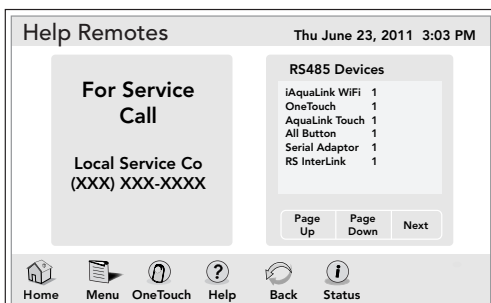 Help Remotes
Thu June 23, 2011 3:03 PM
For Service
Call
Local Service Co
(XXX) XXX-XXXX
RS485 Devices
iAquaLink WiFi 1
OneTouch 1
AquaLink Touch 1
All Button 1
Serial Adaptor 1
RS InterLink 1
Page Up
Page Down
Next
Home
Menu
OneTouch
? Help
Back
i Status